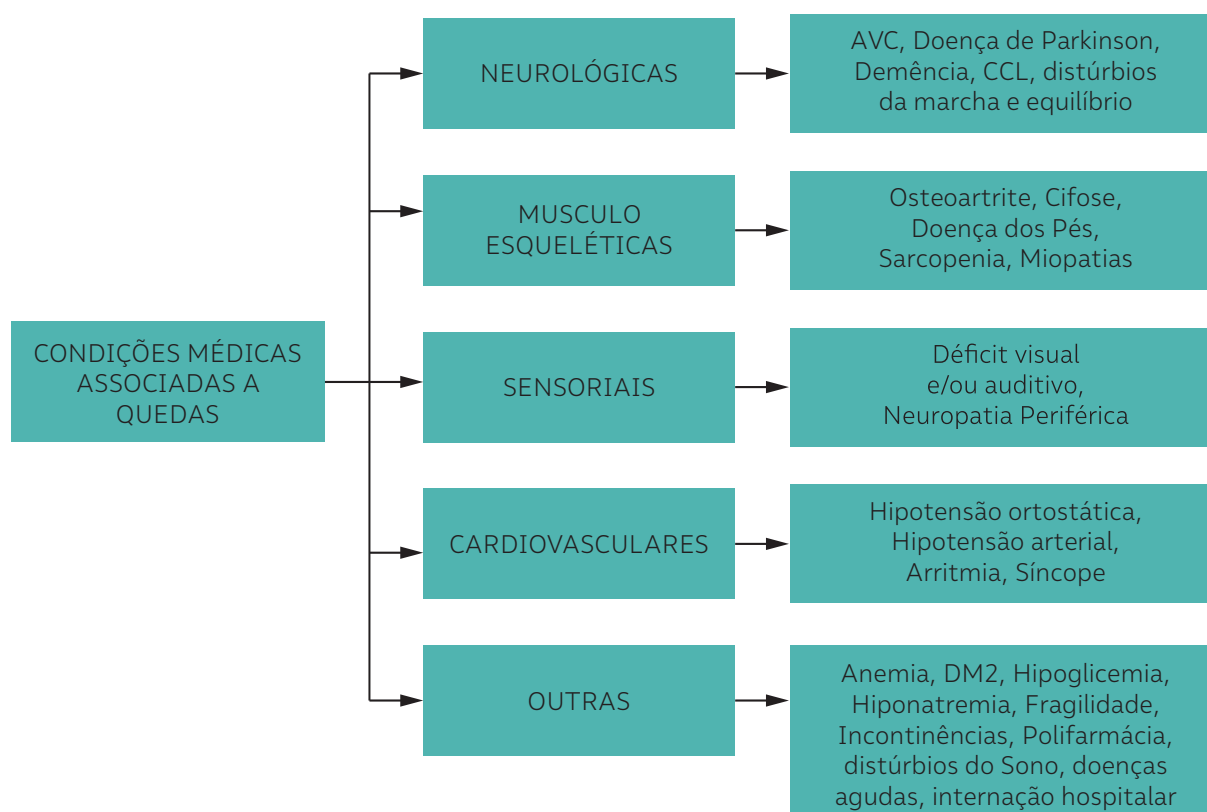 CONDIÇÕES MÉDICAS
ASSOCIADAS A
QUEDAS
NEUROLÓGICAS
AVC, Doença de Parkinson,
Demência, CCL, distúrbios
da marcha e equilíbrio
MUSCULO
ESQUELÉTICAS
Osteoartrite, Cifose,
Doença dos Pés,
Sarcopenia, Miopatias
SENSORIAIS
Déficit visual
e/ou auditivo,
Neuropatia Periférica
CARDIOVASCULARES
Hipotensão ortostática,
Hipotensão arterial,
Arritmia, Síncope
OUTRAS
Anemia, DM2, Hipoglicemia,
Hiponatremia, Fragilidade,
Incontinências, Polifarmácia,
distúrbios do Sono, doenças
agudas, internação hospitalar